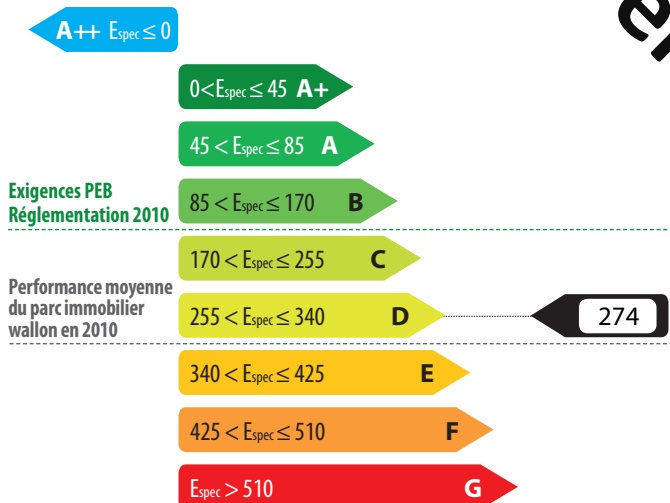 A++ Espec ≤ 0
0<Espec ≤ 45 A+
45 < Espec ≤ 85 A
Exigences PEB
Réglementation 2010
85 < Espec ≤ 170 B
170 < Espec ≤ 255 C
Performance moyenne
du parc immobilier
wallon en 2010
255 < Espec ≤ 340 D
274
340 < Espec ≤ 425 E
425 < Espec ≤ 510 F
Espec > 510 G